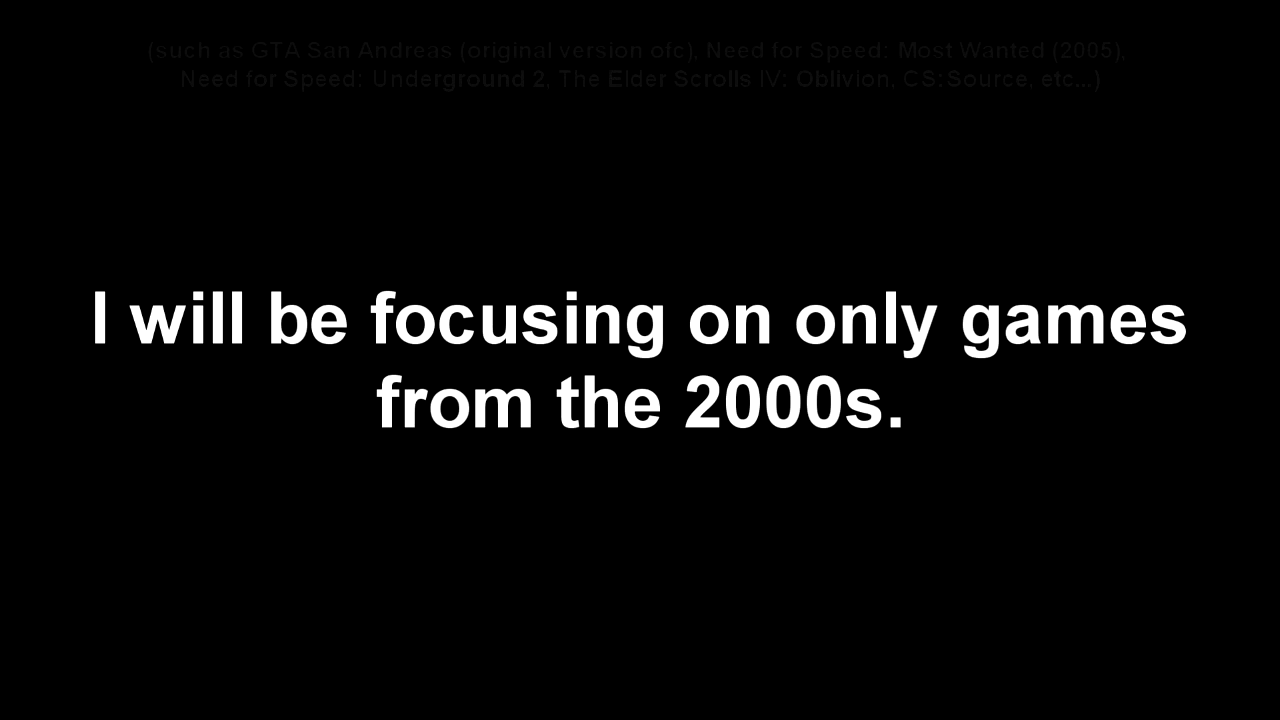 (such as GTA San Andreas (original version ofc), Need for Speed: Most Wanted (2005),
Need for Speed: Underground 2, The Elder Scrolls IV: Oblivion, CS:Source, etc...)
I will be focusing on only games
from the 2000s.